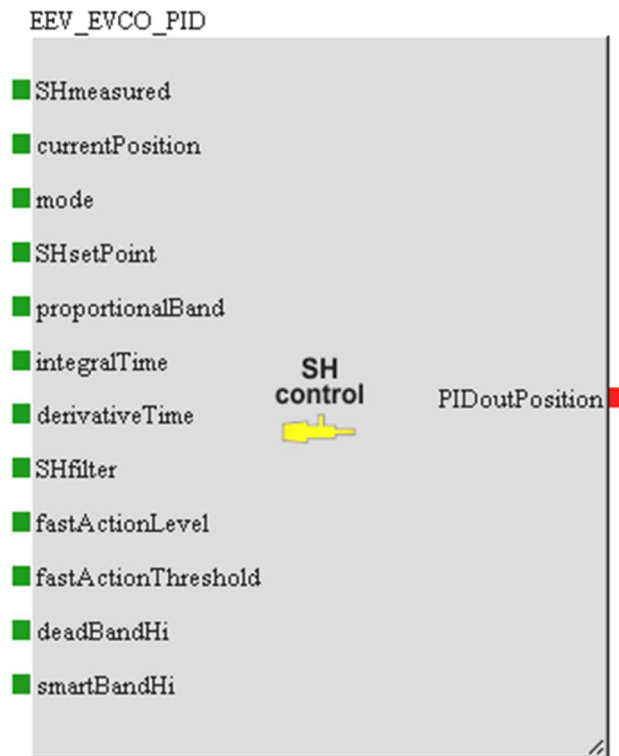 EEV_EVCO_PID
SHmeasured
currentPosition
mode
SHsetPoint
proportionalBand
integralTime
derivativeTime
SHfilter
fastActionLevel
fastActionThreshold
deadBandHi
smartBandHi
SH
control
PIDoutPosition